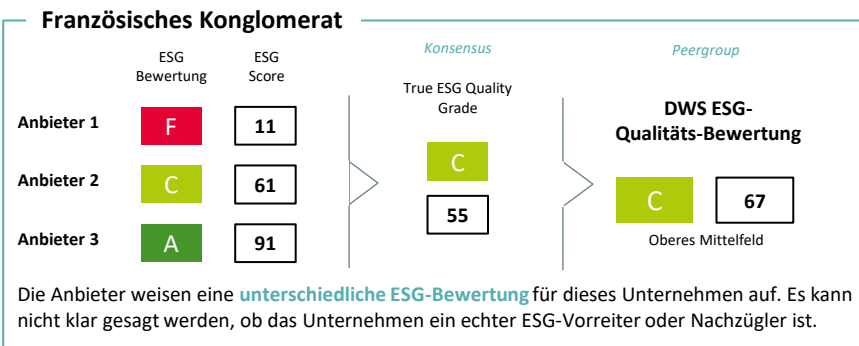 Französisches Konglomerat
ESG
Bewertung
ESG
Score
Konsensus
Peergroup
True ESG Quality
Grade
DWS ESG-
Qualitäts-Bewertung
Anbieter 1
F
11
Anbieter 2
C
61
C
55
C
67
Anbieter 3
A
91
Oberes Mittelfeld
Die Anbieter weisen eine unterschiedliche ESG-Bewertung für dieses Unternehmen auf. Es kann
nicht klar gesagt werden, ob das Unternehmen ein echter ESG-Vorreiter oder Nachzügler ist.